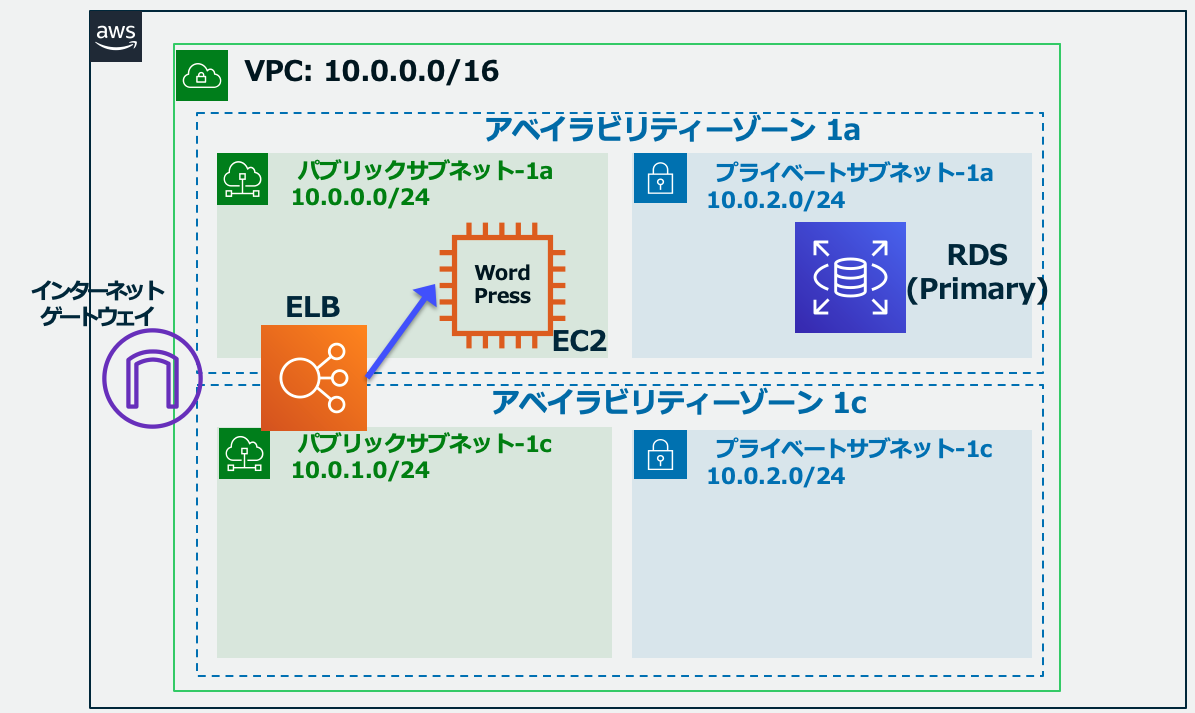 aws
VPC: 10.0.0.0/16
アベイラビリティーゾーン 1a
パブリックサブネット-1a
10.0.0.0/24
プライベートサブネット-1a
10.0.2.0/24
Word
Press
EC2
RDS
(Primary)
インターネット
ゲートウェイ
ELB
アベイラビリティーゾーン 1c
パブリックサブネット-1c
10.0.1.0/24
プライベートサブネット-1c
10.0.2.0/24